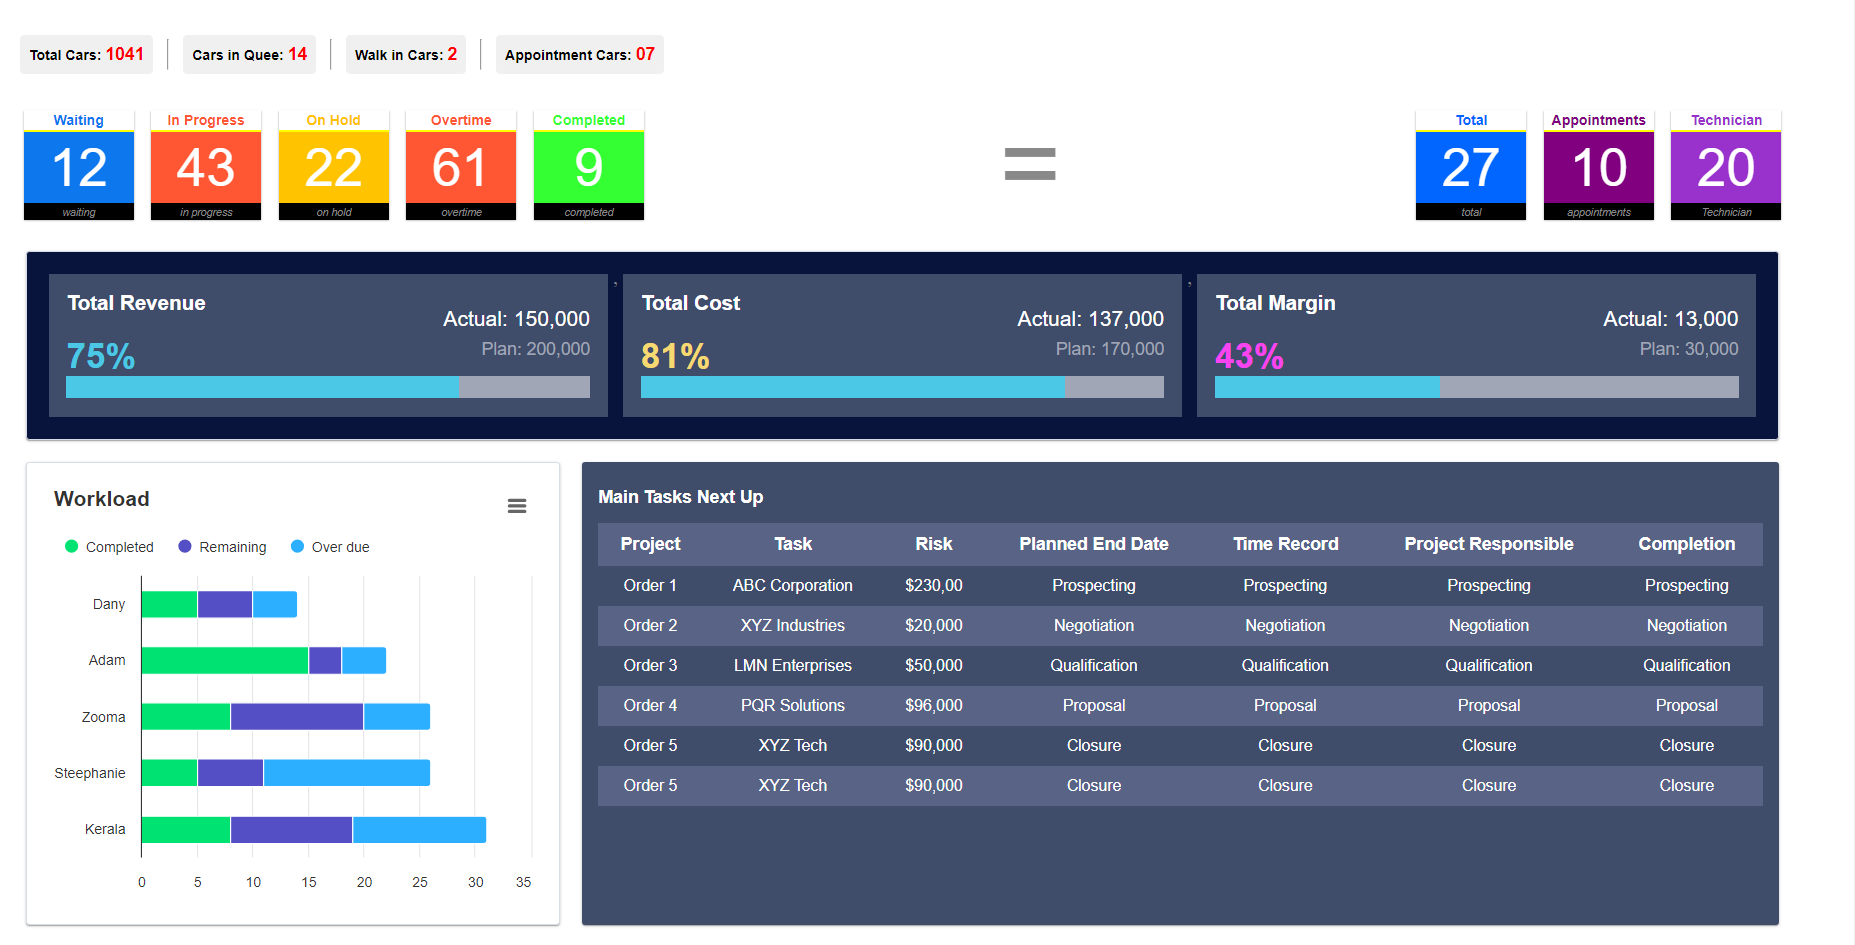 Total Cars: 1041
Cars in Quee: 14
Walk in Cars: 2
Appointment Cars: 07
Waiting
12
waiting
In Progress
43
in progress
On Hold
22
on hold
Overtime
61
overtime
Completed
9
completed
=
Total
27
total
Appointments
10
appointments
Technician
20
Technician
Total Revenue
Actual: 150,000
75%
Plan: 200,000
,
Total Cost
Actual: 137,000
81%
Plan: 170,000
,
Total Margin
Actual: 13,000
43%
Plan: 30,000
Workload
Completed Remaining Over due
Dany
Adam
Zooma
Steephanie
Kerala
0 5 10 15 20 25 30 35
Main Tasks Next Up
Project Task Risk Planned End Date Time Record Project Responsible Completion
Order 1 ABC Corporation $230,00 Prospecting Prospecting Prospecting Prospecting
Order 2 XYZ Industries $20,000 Negotiation Negotiation Negotiation Negotiation
Order 3 LMN Enterprises $50,000 Qualification Qualification Qualification Qualification
Order 4 PQR Solutions $96,000 Proposal Proposal Proposal Proposal
Order 5 XYZ Tech $90,000 Closure Closure Closure Closure
Order 5 XYZ Tech $90,000 Closure Closure Closure Closure